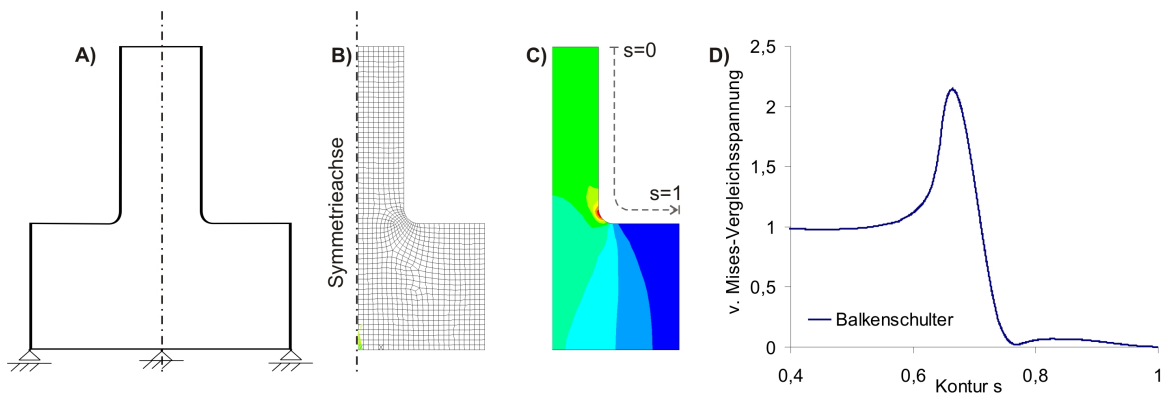 A)
B)
Symmetrieachse
x
C)
s=0
s=1
D)
v. Mises-Vergleichsspannung
2,5
2
1,5
1
0,5
0
Balkenschulter
0,4
0,6
0,8
1
Kontur s